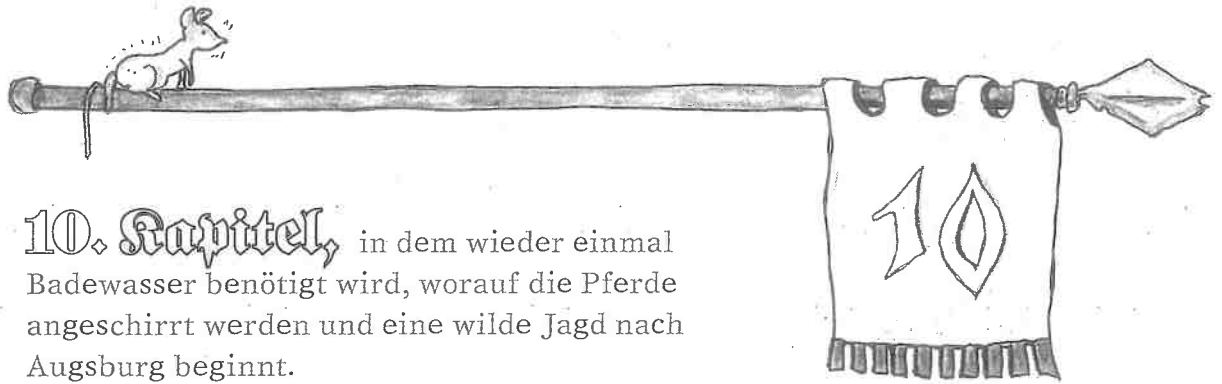 10
10. Kapitel, in dem wieder einmal
Badewasser benötigt wird, worauf die Pferde
angeschirrt werden und eine wilde Jagd nach
Augsburg beginnt.